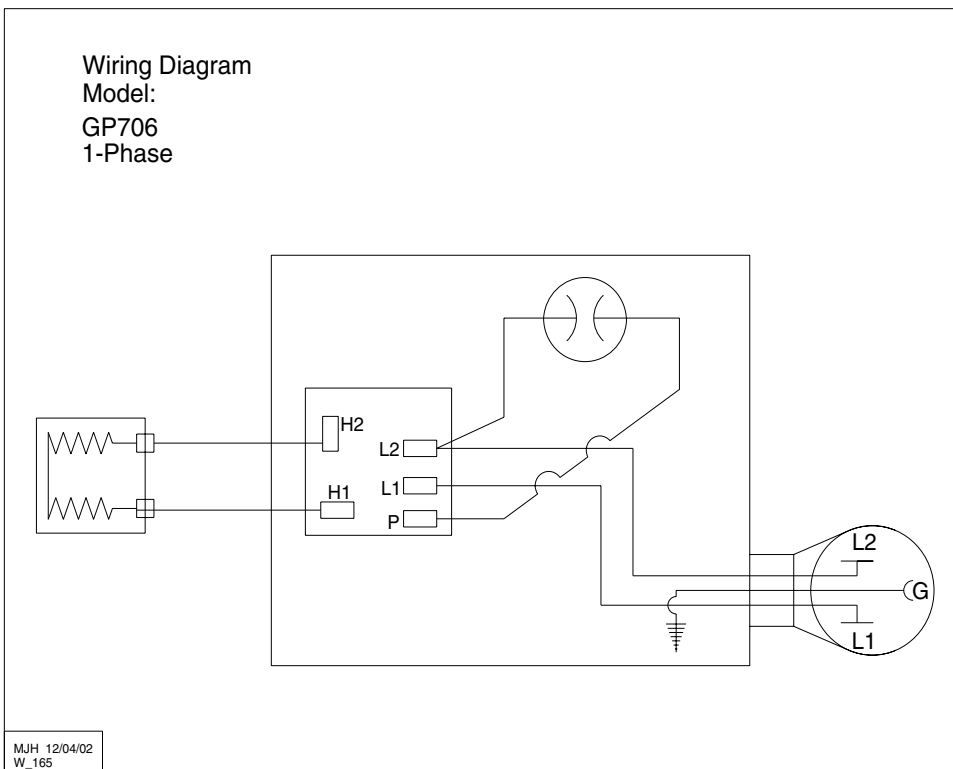 Wiring Diagram
Model:
GP706
1-Phase
H2
L2
H1
L1
P
L2
G
L1
MJH 12/04/02
W_165